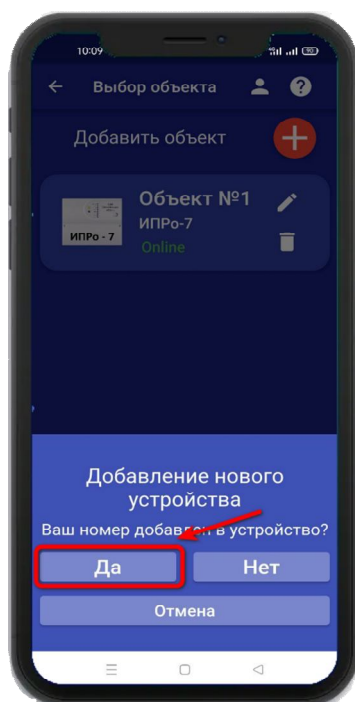 10:09
Выбор объекта
Добавить объект
Объект №1
ИПРо-7
ИПРо - 7
Online
Добавление нового
устройства
Ваш номер добавлен в устройство?
Да
Нет
Отмена